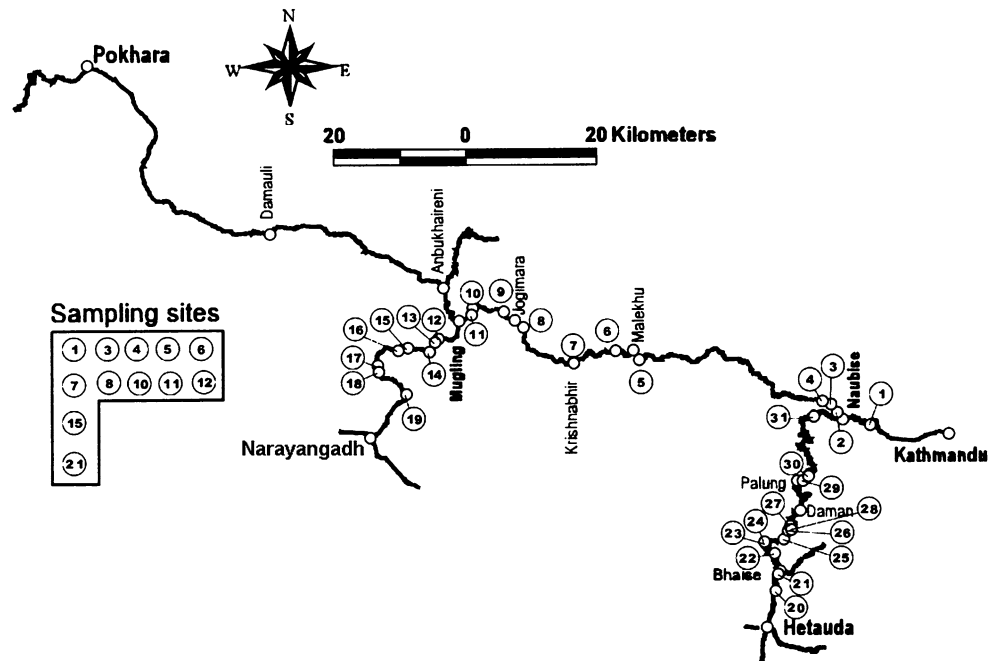 N
Pokhara
W E
S
20 0 20 Kilometers
Damauli
Anbukhaireni
10 9 Jogimara
8
Sampling sites
1 3 4 5 6
7 8 10 11 12
15
21
16 15 13 12
11
14
17
18
Mugling
19
Narayangadh
7 6 Malekhu
5
Krishnabhir
4 3 Naubise 1
31 2
Kathmandu
30
Palung 29
27 Daman 28
24 26
23 25
22
Bhaise 21
20
Hetauda